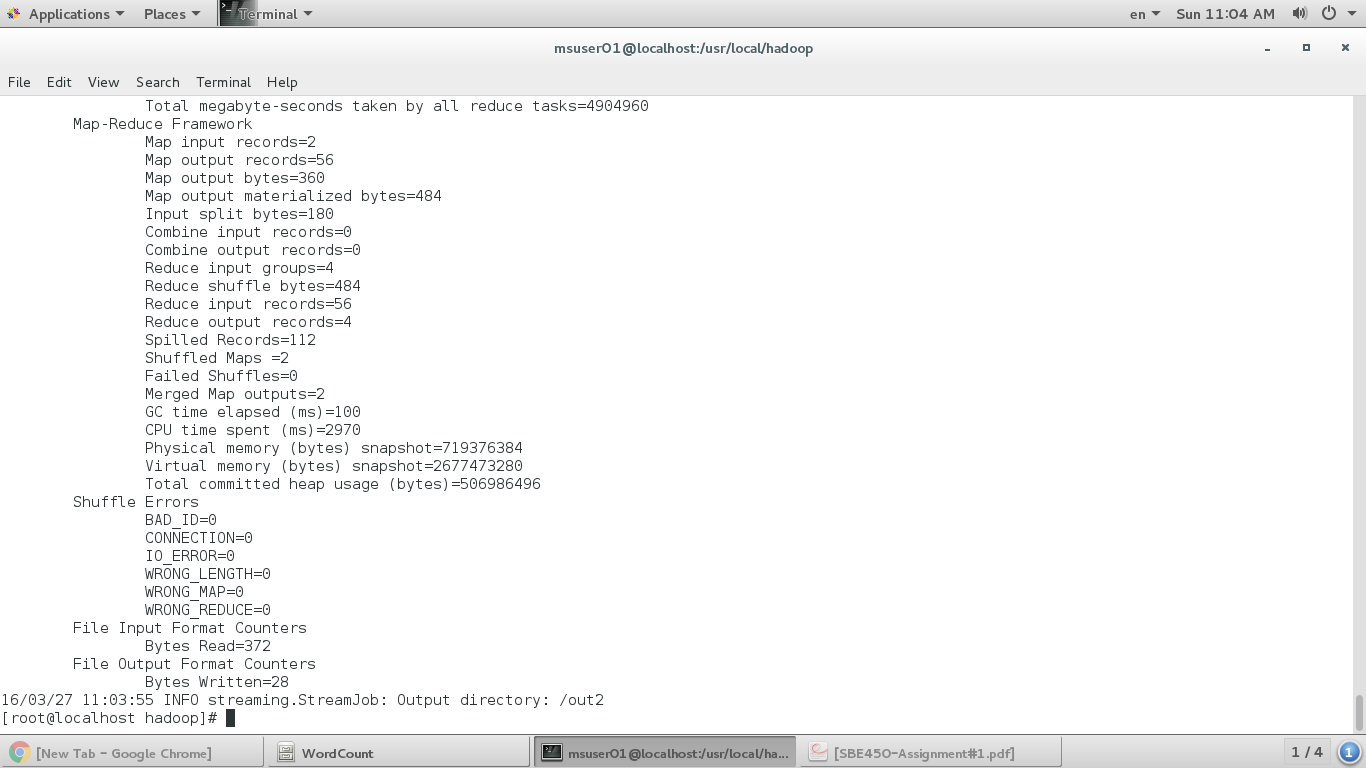 Applications Places Terminal en Sun 11:04 AM
msuser01@localhost:/usr/local/hadoop
File Edit View Search Terminal Help
Total megabyte-seconds taken by all reduce tasks=4904960
Map-Reduce Framework
Map input records=2
Map output records=56
Map output bytes=360
Map output materialized bytes=484
Input split bytes=180
Combine input records=0
Combine output records=0
Reduce input groups=4
Reduce shuffle bytes=484
Reduce input records=56
Reduce output records=4
Spilled Records=112
Shuffled Maps =2
Failed Shuffles=0
Merged Map outputs=2
GC time elapsed (ms)=100
CPU time spent (ms)=2970
Physical memory (bytes) snapshot=719376384
Virtual memory (bytes) snapshot=2677473280
Total committed heap usage (bytes)=506986496
Shuffle Errors
BAD_ID=0
CONNECTION=0
IO_ERROR=0
WRONG_LENGTH=0
WRONG_MAP=0
WRONG_REDUCE=0
File Input Format Counters
Bytes Read=372
File Output Format Counters
Bytes Written=28
16/03/27 11:03:55 INFO streaming.StreamJob: Output directory: /out2
[root@localhost hadoop]#
[New Tab - Google Chrome] WordCount msuser01@localhost:/usr/local/ha... [SBE450-Assignment#1.pdf] 1 / 4 1